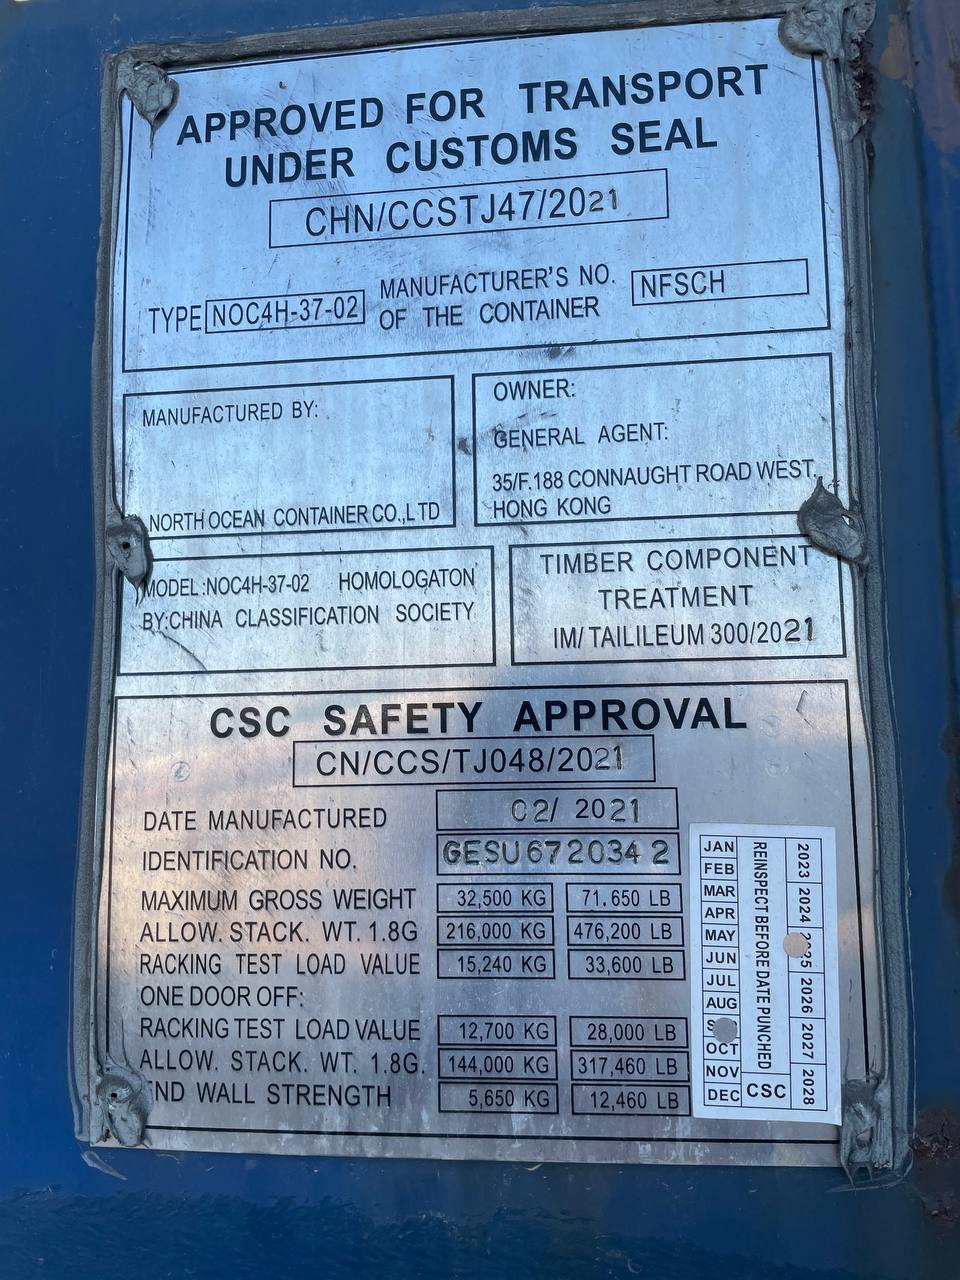 APPROVED FOR TRANSPORT
UNDER CUSTOMS SEAL
CHN/CCSTJ47/2021
TYPE NOC4H-37-02
MANUFACTURER'S NO.
OF THE CONTAINER
NFSCH
MANUFACTURED BY:
NORTH OCEAN CONTAINER CO.,LTD
OWNER:
GENERAL AGENT:
35/F.188 CONNAUGHT ROAD WEST.
HONG KONG
MODEL:NOC4H-37-02 HOMOLOGATON
BY:CHINA CLASSIFICATION SOCIETY
TIMBER COMPONENT
TREATMENT
IM/ TAILILEUM 300/2021
CSC SAFETY APPROVAL
CN/CCS/TJ048/2021
DATE MANUFACTURED 02/ 2021
IDENTIFICATION NO. GESU 672034 2
MAXIMUM GROSS WEIGHT 32,500 KG 71.650 LB
ALLOW. STACK. WT. 1.8G 216,000 KG 476,200 LB
RACKING TEST LOAD VALUE 15,240 KG 33,600 LB
ONE DOOR OFF:
RACKING TEST LOAD VALUE 12,700 KG 28,000 LB
ALLOW. STACK. WT. 1.8G. 144,000 KG 317,460 LB
END WALL STRENGTH 5,650 KG 12,460 LB
JAN
FEB
MAR
APR
MAY
JUN
JUL
AUG
OCT
NOV
DEC
REINSPECT BEFORE DATE PUNCHED
CSC
2023 2024 2025 2026 2027 2028